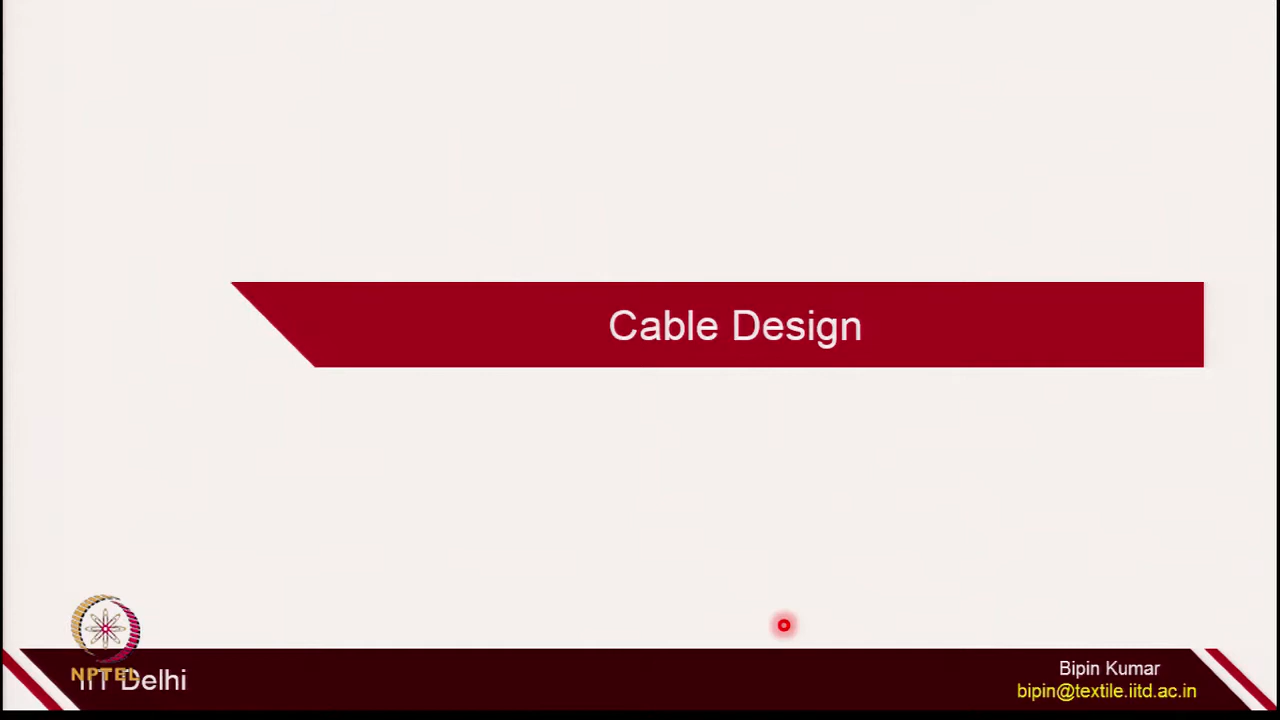 Cable Design
NPTEL
IIT Delhi
Bipin Kumar
bipin@textile.iitd.ac.in